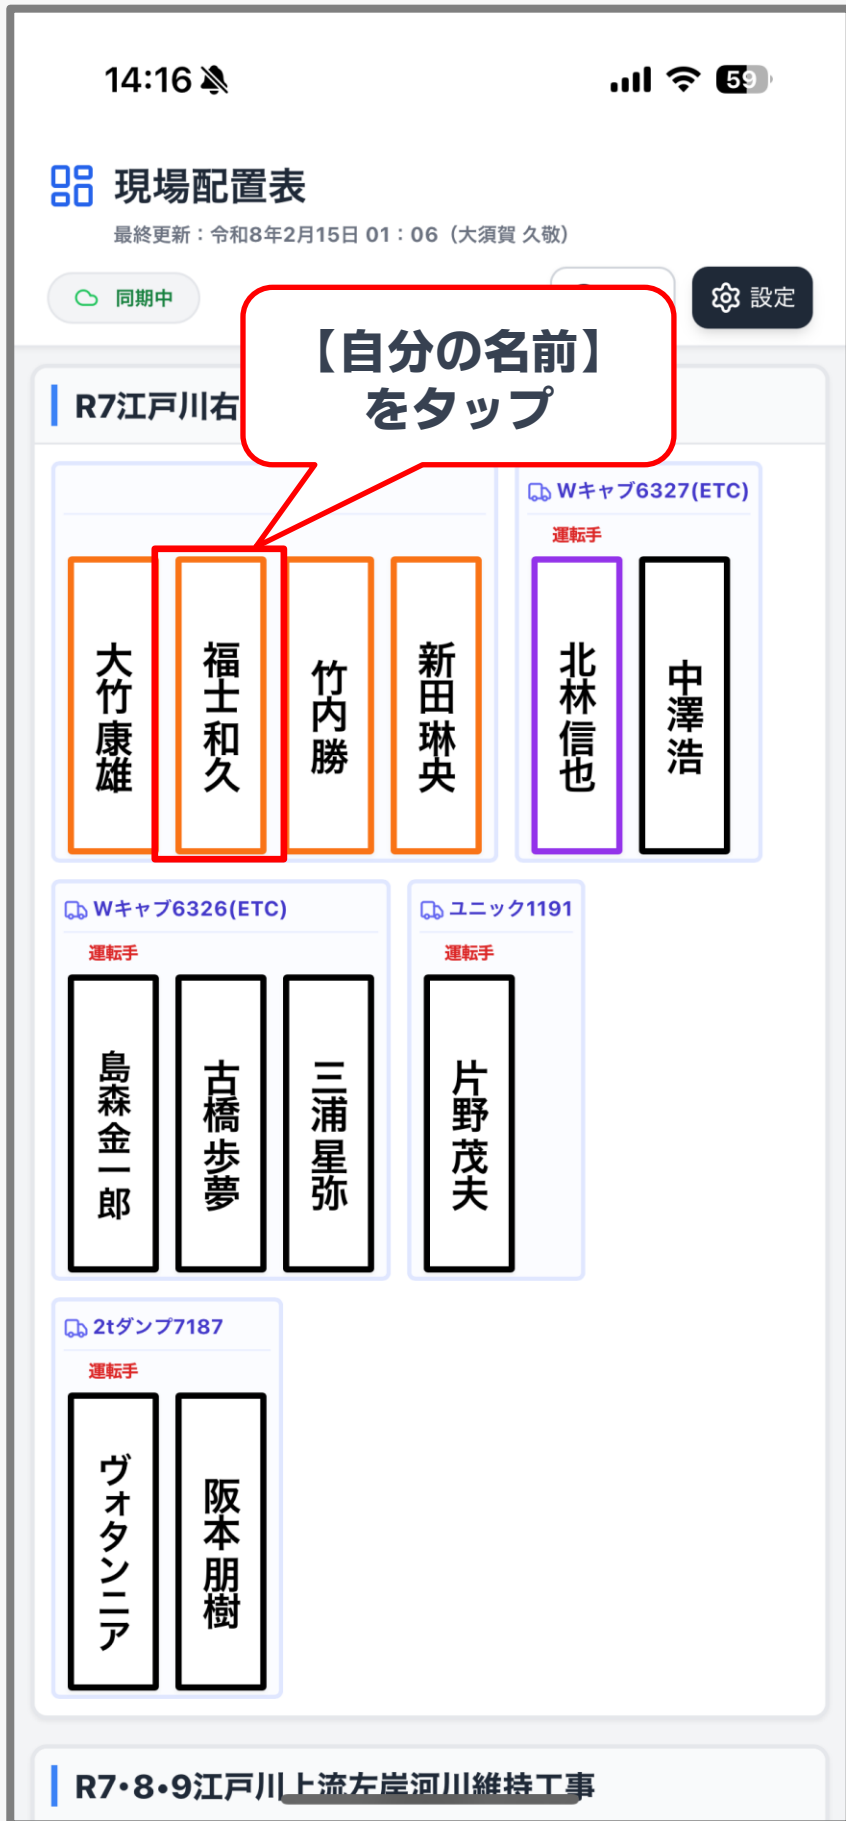 14:16
59
現場配置表
最終更新：令和8年2月15日 01：06（大須賀 久敬）
同期中
設定
【自分の名前】
をタップ
R7江戸川右
Wキャブ6327(ETC)
運転手
大竹 康雄
福士 和久
竹内 勝
新田 琳央
北林 信也
中澤 浩
Wキャブ6326(ETC)
ユニック1191
運転手
運転手
島森 金一郎
古橋 歩夢
三浦 星弥
片野 茂夫
2tダンプ7187
運転手
ヴォタンニア
阪本 朋樹
R7・8・9江戸川上流左岸河川維持工事